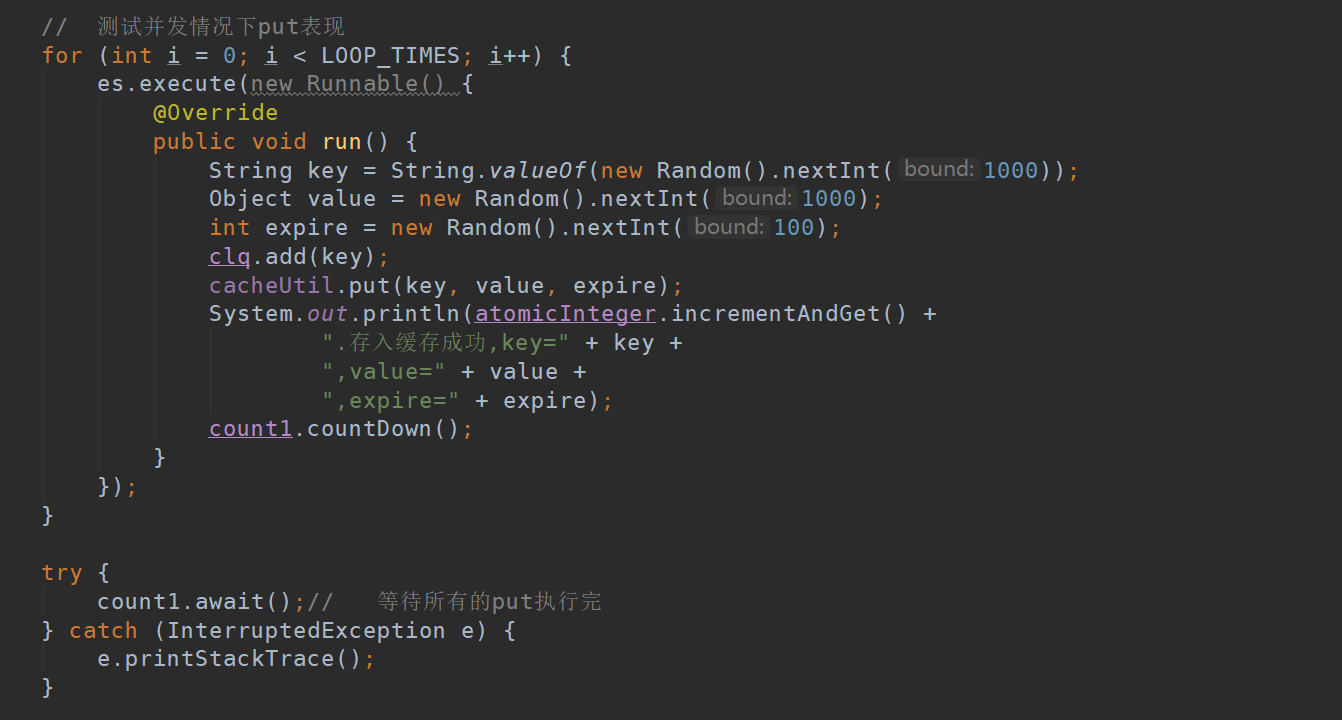 //  测试并发情况下put表现
for (int i = 0; i < LOOP_TIMES; i++) {
    es.execute(new Runnable() {
        @Override
        public void run() {
            String key = String.valueOf(new Random().nextInt( bound: 1000));
            Object value = new Random().nextInt( bound: 1000);
            int expire = new Random().nextInt( bound: 100);
            clq.add(key);
            cacheUtil.put(key, value, expire);
            System.out.println(atomicInteger.incrementAndGet() +
                    ".存入缓存成功,key=" + key +
                    ",value=" + value +
                    ",expire=" + expire);
            count1.countDown();
        }
    });
}
try {
    count1.await();//   等待所有的put执行完
} catch (InterruptedException e) {
    e.printStackTrace();
}